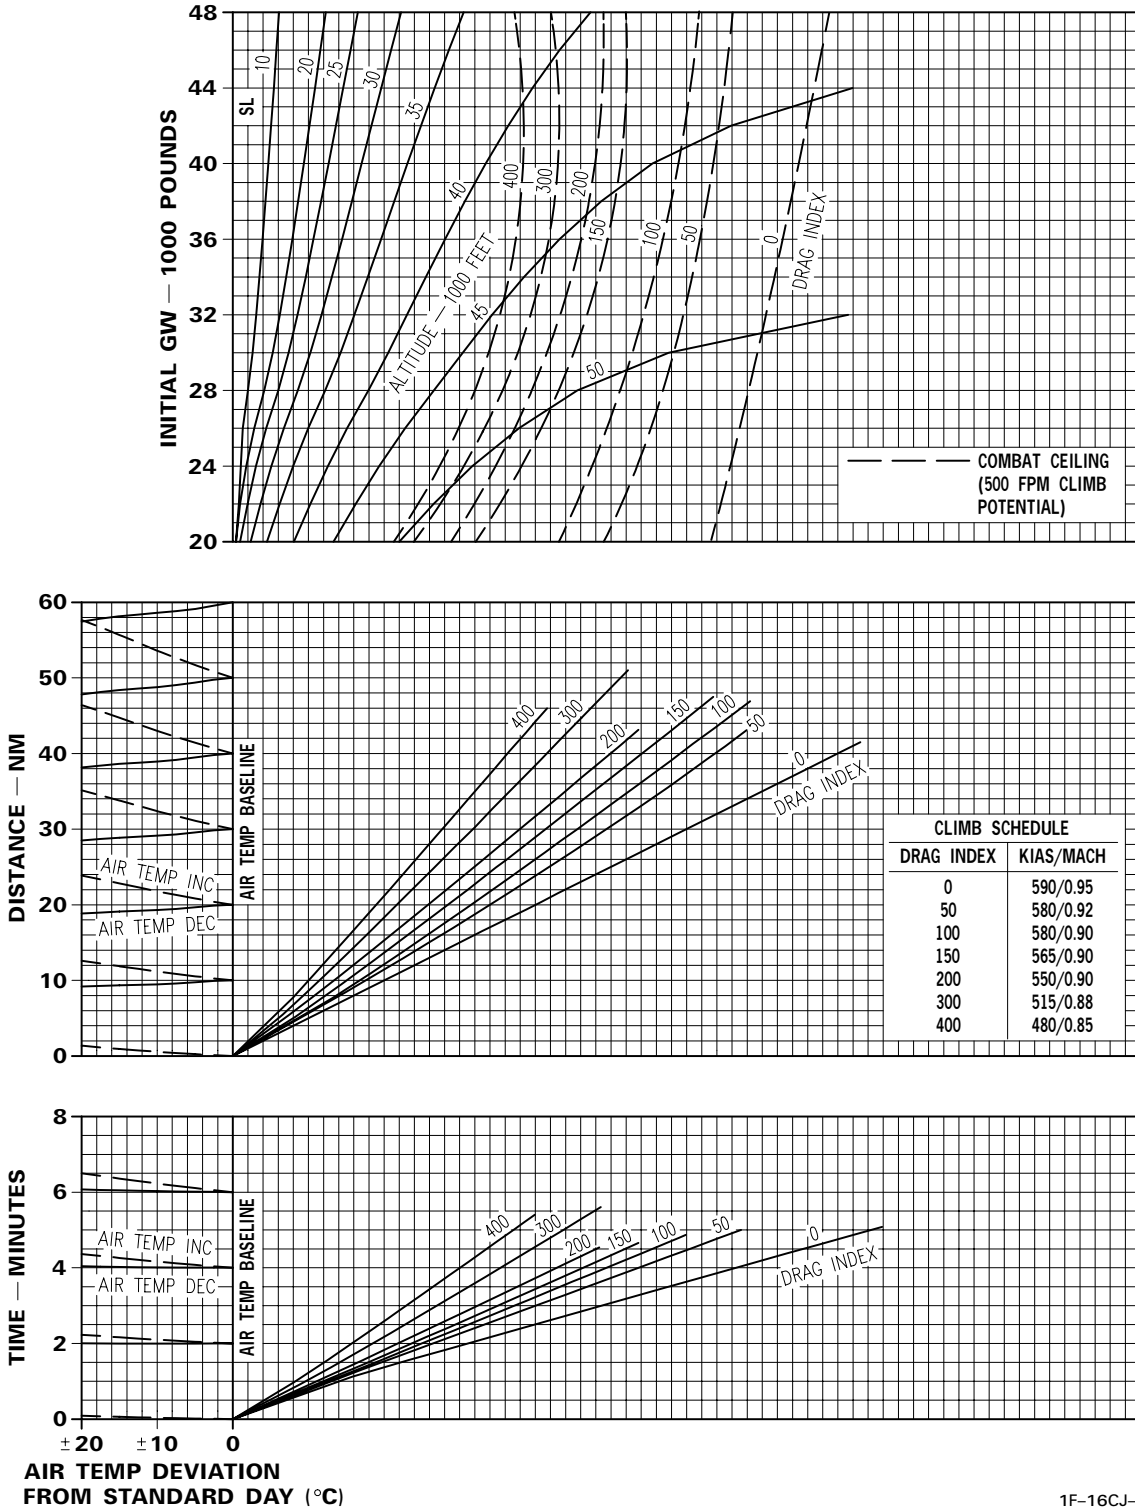 48
44
40
36
32
28
24
20
INITIAL GW — 1000 POUNDS
SL
10
20
25
30
35
40
45
50
ALTITUDE — 1000 FEET
400
300
200
150
100
50
0
DRAG INDEX
COMBAT CEILING
(500 FPM CLIMB
POTENTIAL)
60
50
40
30
20
10
0
DISTANCE — NM
AIR TEMP INC
AIR TEMP DEC
AIR TEMP BASELINE
400
300
200
150
100
50
0
DRAG INDEX
CLIMB SCHEDULE
DRAG INDEX KIAS/MACH
0 590/0.95
50 580/0.92
100 580/0.90
150 565/0.90
200 550/0.90
300 515/0.88
400 480/0.85
8
6
4
2
0
TIME — MINUTES
AIR TEMP INC
AIR TEMP DEC
AIR TEMP BASELINE
400
300
200
150
100
50
0
DRAG INDEX
±20 ±10 0
AIR TEMP DEVIATION
FROM STANDARD DAY (°C)
1F-16CJ-